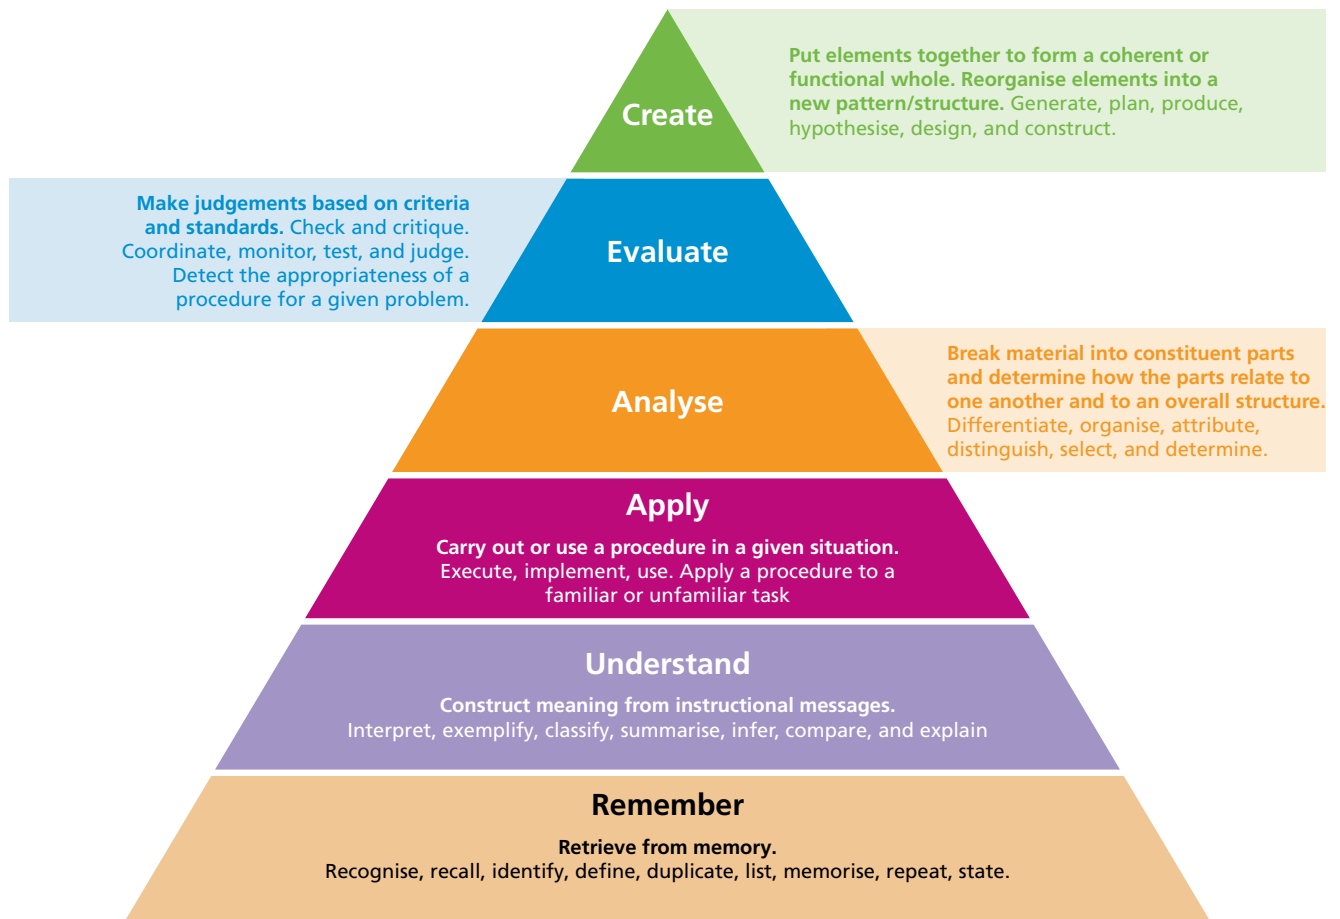 Create
Put elements together to form a coherent or
functional whole. Reorganise elements into a
new pattern/structure. Generate, plan, produce,
hypothesise, design, and construct.
Make judgements based on criteria
and standards. Check and critique.
Coordinate, monitor, test, and judge.
Detect the appropriateness of a
procedure for a given problem.
Evaluate
Analyse
Break material into constituent parts
and determine how the parts relate to
one another and to an overall structure.
Differentiate, organise, attribute,
distinguish, select, and determine.
Apply
Carry out or use a procedure in a given situation.
Execute, implement, use. Apply a procedure to a
familiar or unfamiliar task
Understand
Construct meaning from instructional messages.
Interpret, exemplify, classify, summarise, infer, compare, and explain
Remember
Retrieve from memory.
Recognise, recall, identify, define, duplicate, list, memorise, repeat, state.